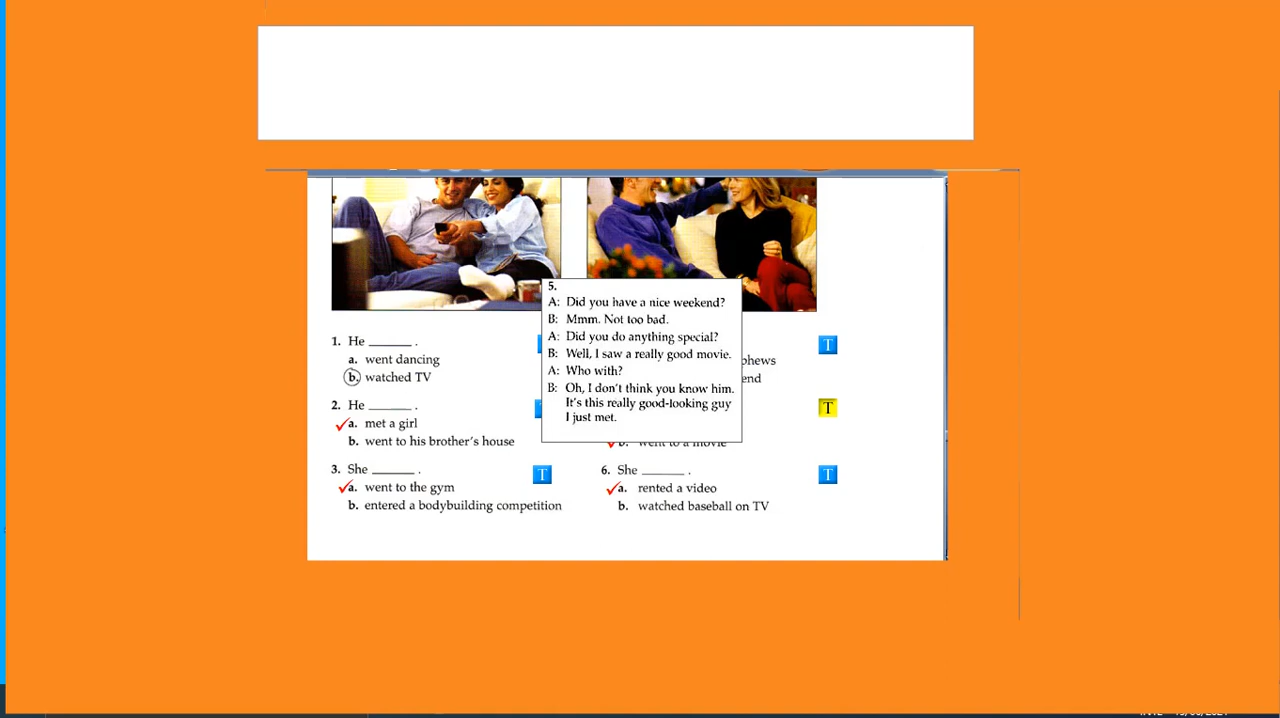 1. He ______ .
a. went dancing
b. watched TV
2. He ______ .
a. met a girl
b. went to his brother's house
3. She ______ .
a. went to the gym
b. entered a bodybuilding competition
T
5.
A: Did you have a nice weekend?
B: Mmm. Not too bad.
A: Did you do anything special?
B: Well, I saw a really good movie.
A: Who with?
B: Oh, I don't think you know him.
It's this really good-looking guy
I just met.
T
T
b. went to a movie
6. She ______ .
a. rented a video
b. watched baseball on TV
T